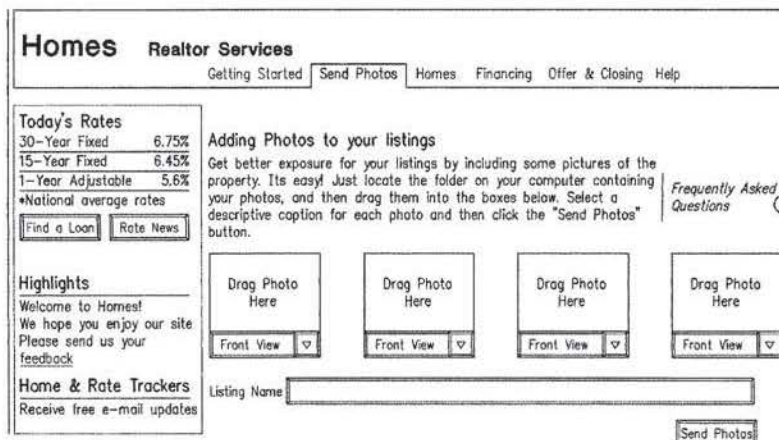 Homes Realtor Services
Getting Started Send Photos Homes Financing Offer & Closing Help
Today's Rates
30-Year Fixed 6.75%
15-Year Fixed 6.45%
1-Year Adjustable 5.6%
*National average rates
Find a Loan Rate News
Highlights
Welcome to Homes!
We hope you enjoy our site
Please send us your
feedback
Home & Rate Trackers
Receive free e-mail updates
Adding Photos to your listings
Get better exposure for your listings by including some pictures of the
property. Its easy! Just locate the folder on your computer containing
your photos, and then drag them into the boxes below. Select a
descriptive caption for each photo and then click the "Send Photos"
button.
Frequently Asked
Questions
Drag Photo
Here
Front View
Drag Photo
Here
Front View
Drag Photo
Here
Front View
Drag Photo
Here
Front View
Listing Name
Send Photos